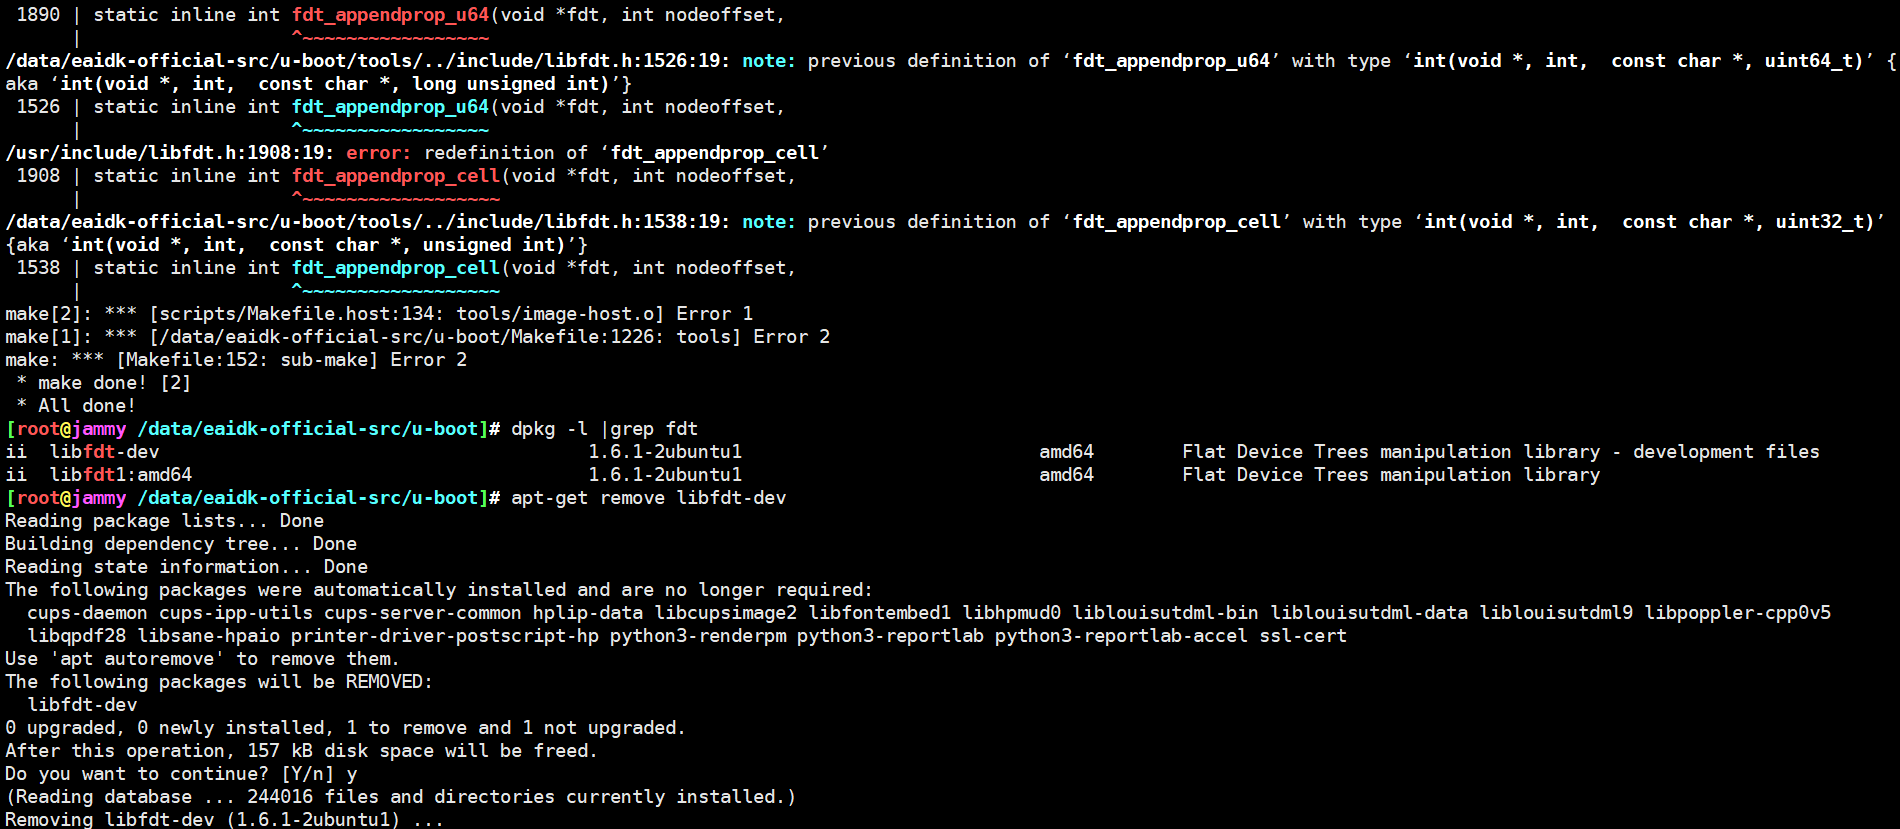 1890 | static inline int fdt_appendprop_u64(void *fdt, int nodeoffset,
      |                   ^~~~~~~~~~~~~~~~~~
/data/eaidk-official-src/u-boot/tools/../include/libfdt.h:1526:19: note: previous definition of ‘fdt_appendprop_u64’ with type ‘int(void *, int,  const char *, uint64_t)’ {
aka ‘int(void *, int,  const char *, long unsigned int)’}
 1526 | static inline int fdt_appendprop_u64(void *fdt, int nodeoffset,
      |                   ^~~~~~~~~~~~~~~~~~
/usr/include/libfdt.h:1908:19: error: redefinition of ‘fdt_appendprop_cell’
 1908 | static inline int fdt_appendprop_cell(void *fdt, int nodeoffset,
      |                   ^~~~~~~~~~~~~~~~~~~
/data/eaidk-official-src/u-boot/tools/../include/libfdt.h:1538:19: note: previous definition of ‘fdt_appendprop_cell’ with type ‘int(void *, int,  const char *, uint32_t)’
{aka ‘int(void *, int,  const char *, unsigned int)’}
 1538 | static inline int fdt_appendprop_cell(void *fdt, int nodeoffset,
      |                   ^~~~~~~~~~~~~~~~~~~
make[2]: *** [scripts/Makefile.host:134: tools/image-host.o] Error 1
make[1]: *** [/data/eaidk-official-src/u-boot/Makefile:1226: tools] Error 2
make: *** [Makefile:152: sub-make] Error 2
 * make done! [2]
 * All done!
[root@jammy /data/eaidk-official-src/u-boot]# dpkg -l |grep fdt
ii  libfdt-dev                                       1.6.1-2ubuntu1                           amd64        Flat Device Trees manipulation library - development files
ii  libfdt1:amd64                                    1.6.1-2ubuntu1                           amd64        Flat Device Trees manipulation library
[root@jammy /data/eaidk-official-src/u-boot]# apt-get remove libfdt-dev
Reading package lists... Done
Building dependency tree... Done
Reading state information... Done
The following packages were automatically installed and are no longer required:
  cups-daemon cups-ipp-utils cups-server-common hplip-data libcupsimage2 libfontembed1 libhpmud0 liblouisutdml-bin liblouisutdml-data liblouisutdml9 libpoppler-cpp0v5
  libqpdf28 libsane-hpaio printer-driver-postscript-hp python3-renderpm python3-reportlab python3-reportlab-accel ssl-cert
Use 'apt autoremove' to remove them.
The following packages will be REMOVED:
  libfdt-dev
0 upgraded, 0 newly installed, 1 to remove and 1 not upgraded.
After this operation, 157 kB disk space will be freed.
Do you want to continue? [Y/n] y
(Reading database ... 244016 files and directories currently installed.)
Removing libfdt-dev (1.6.1-2ubuntu1) ...